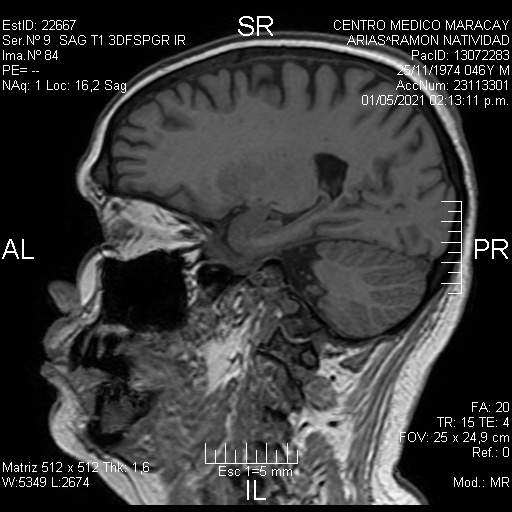 EstID: 22667
Ser.Nº 9 SAG T1 3DFSPGR IR
Ima.Nº 84
PE= --
NAq: 1 Loc: 16,2 Sag
SR
CENTRO MEDICO MARACAY
ARIAS^RAMON NATIVIDAD
PacID: 13072283
25/11/1974 046Y M
AccNum: 23113301
01/05/2021 02:13:11 p.m.
AL
PR
Matriz 512 x 512 Thk: 1,6
W:5349 L:2674
Esc 1=5 mm
IL
FA: 20
TR: 15 TE: 4
FOV: 25 x 24,9 cm
Ref.: 0
Mod.: MR